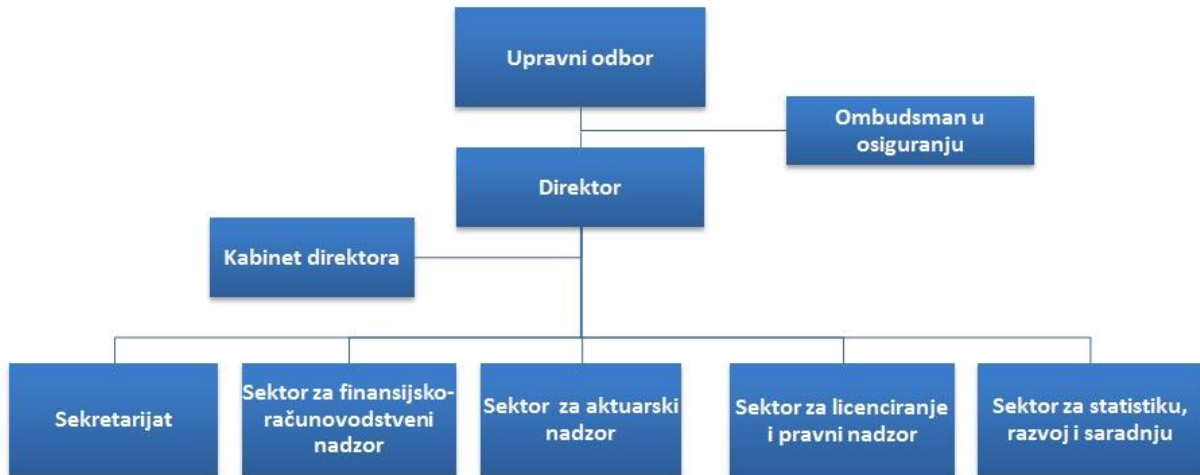 Upravni odbor
Ombudsman u
osiguranju
Direktor
Kabinet direktora
Sekretarijat
Sektor za finansijsko-
računovodstveni
nadzor
Sektor za aktuarski
nadzor
Sektor za licenciranje
i pravni nadzor
Sektor za statistiku,
razvoj i saradnju